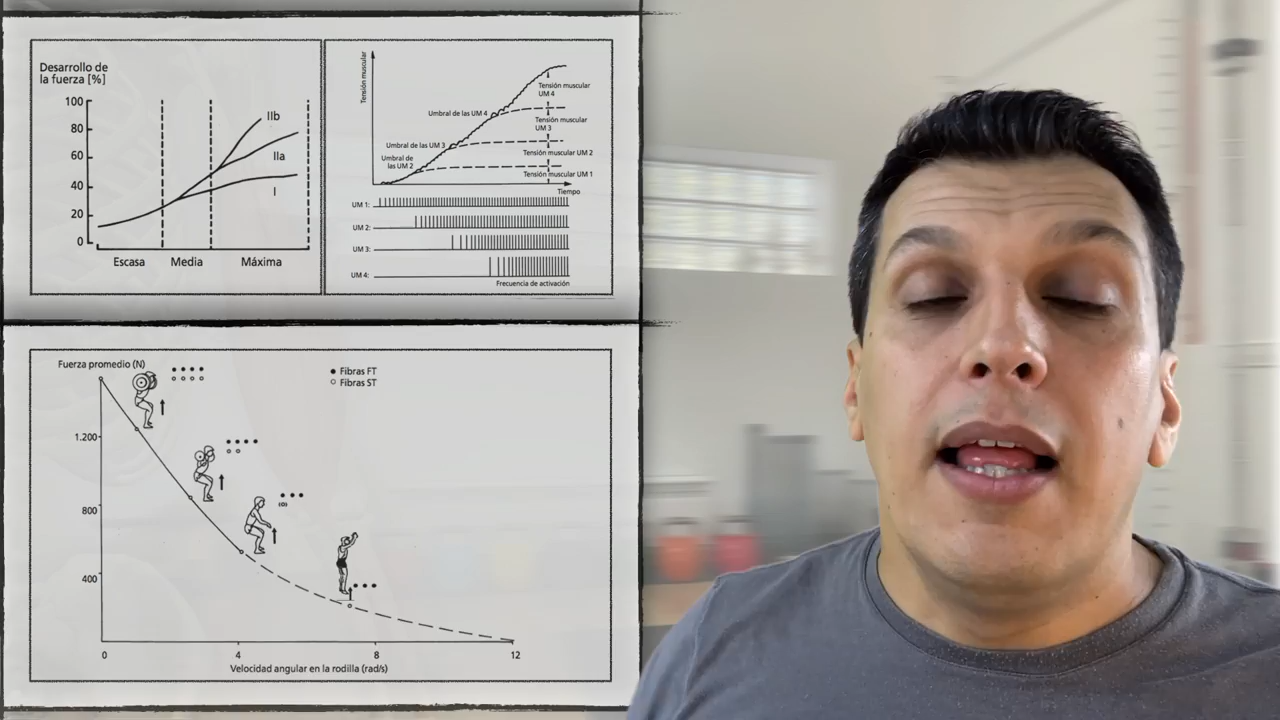 Desarrollo de
la fuerza [%]
100
80
60
40
20
0
IIb
IIa
I
Escasa
Media
Máxima
Tensión muscular
Tensión muscular
UM 4
Umbral de las UM 4
Tensión muscular
UM 3
Umbral de las UM 3
Tensión muscular UM 2
Umbral de
las UM 2
Tensión muscular UM 1
Tiempo
UM 1:
UM 2:
UM 3:
UM 4:
Frecuencia de activación
Fuerza promedio (N)
Fibras FT
Fibras ST
1.200
800
400
0
4
8
12
Velocidad angular en la rodilla (rad/s)